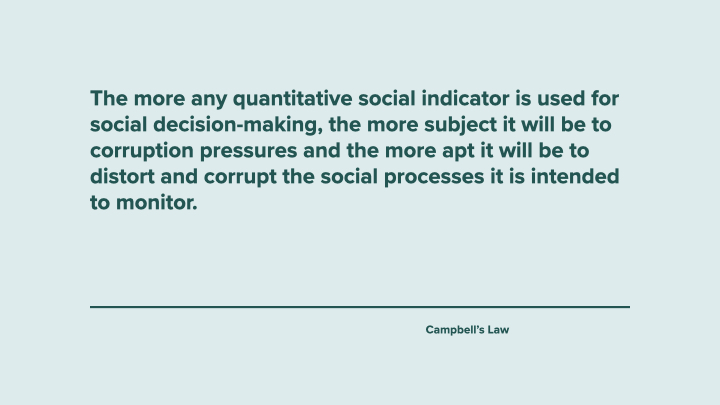 The more any quantitative social indicator is used for
social decision-making, the more subject it will be to
corruption pressures and the more apt it will be to
distort and corrupt the social processes it is intended
to monitor.
Campbell’s Law